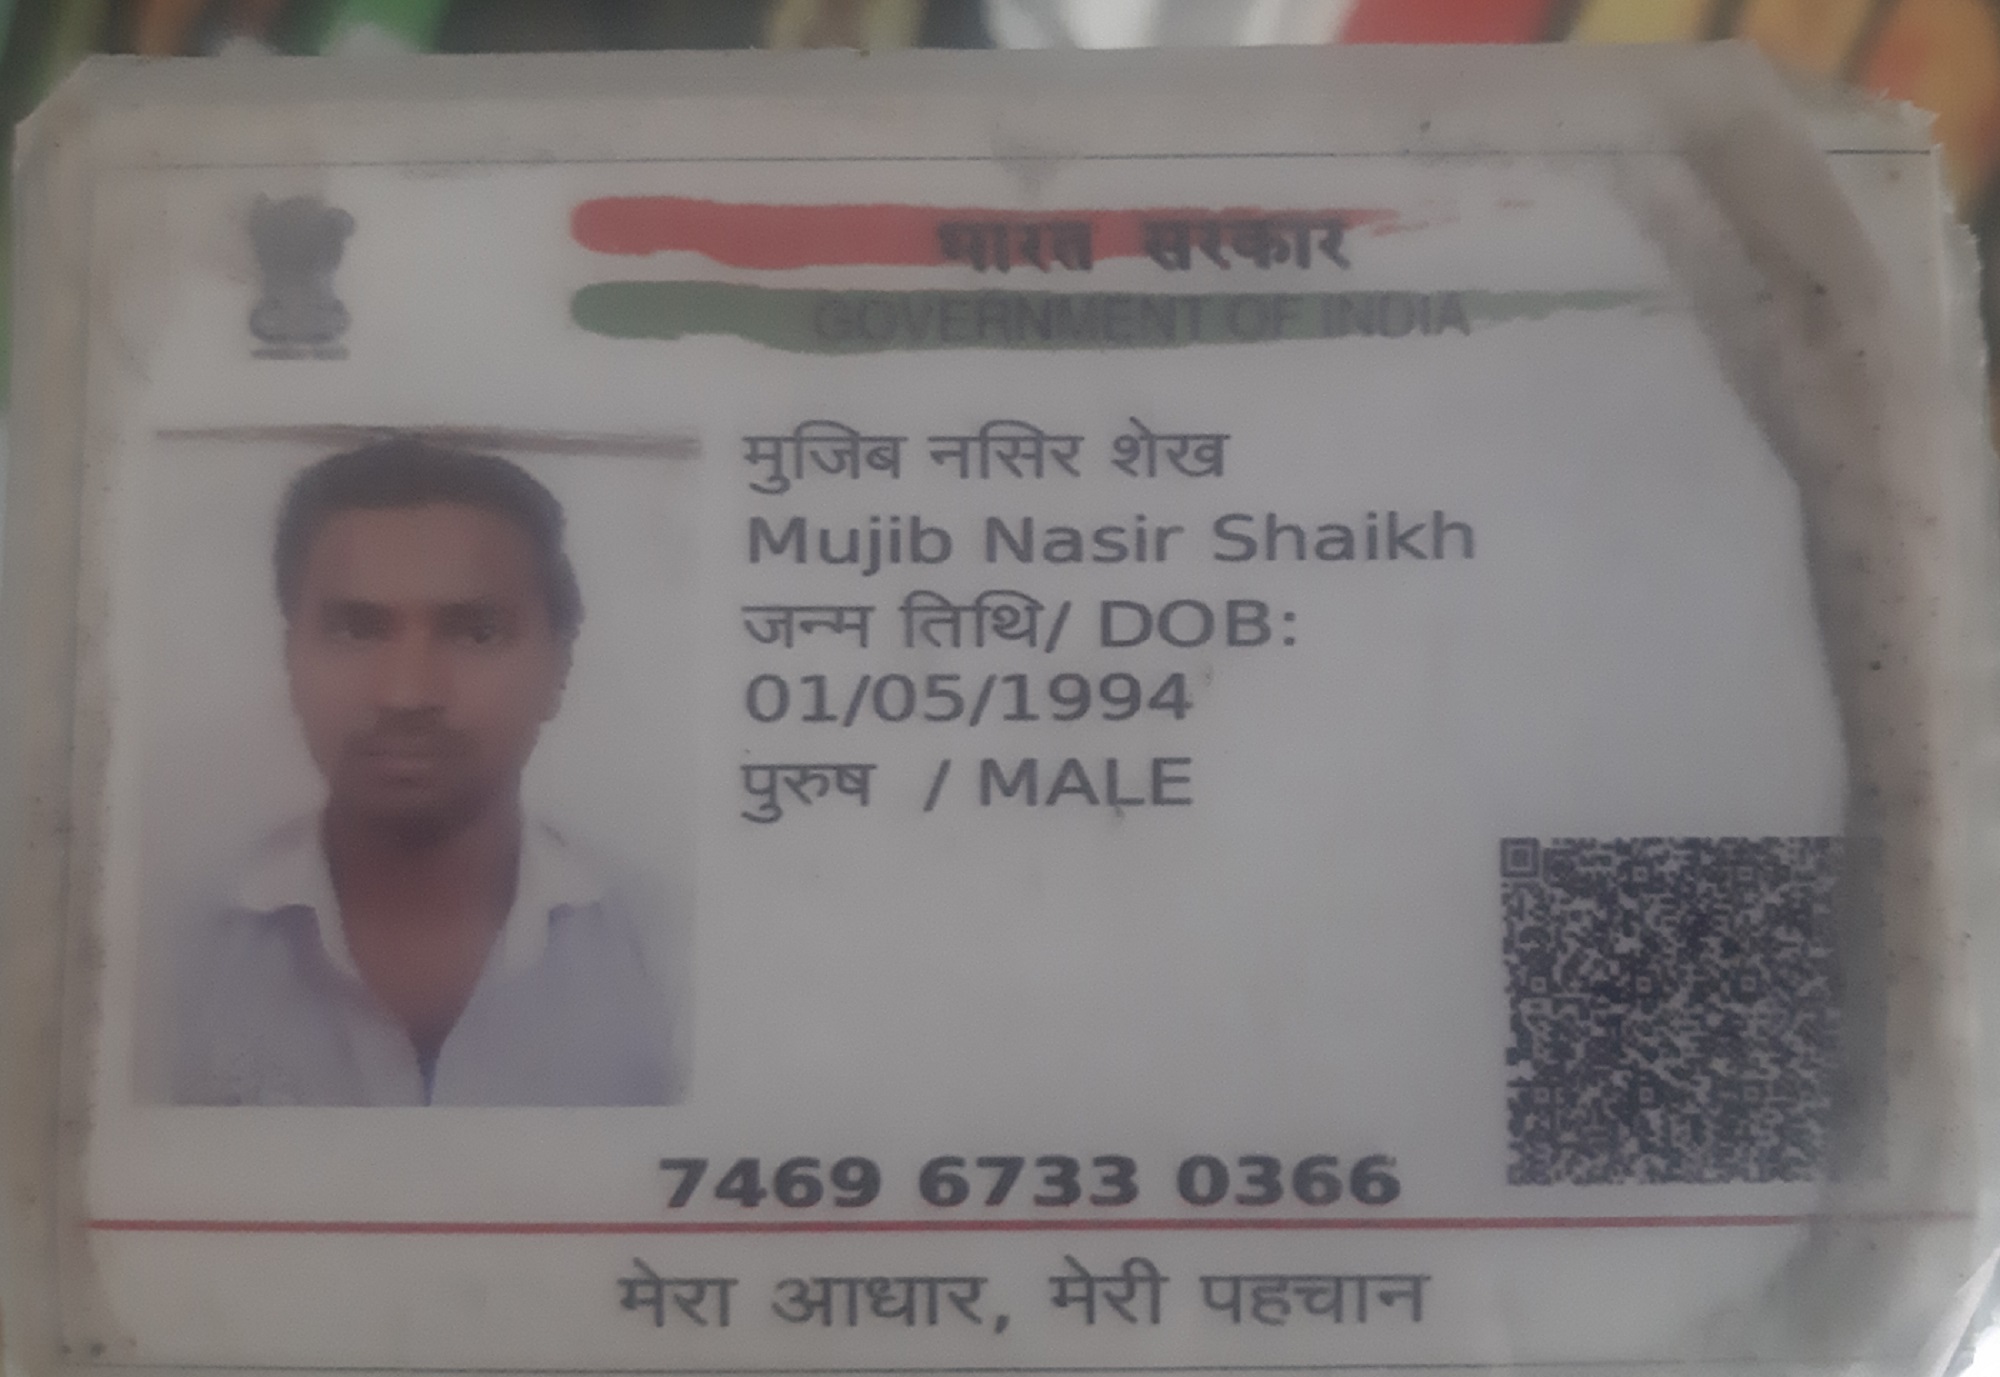 भारत सरकार
GOVERNMENT OF INDIA
मुजिब नसिर शेख
Mujib Nasir Shaikh
जन्म तिथि/ DOB:
01/05/1994
पुरुष / MALE
7469 6733 0366
मेरा आधार, मेरी पहचान